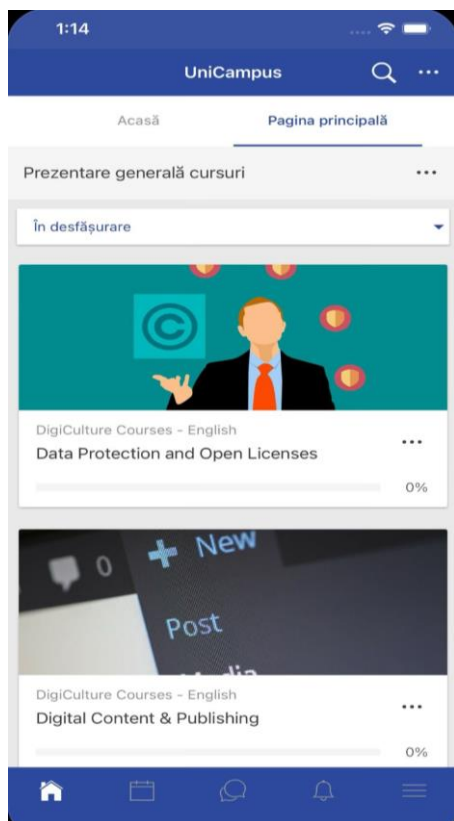 1:14
UniCampus
Acasă
Pagina principală
Prezentare generală cursuri
În desfășurare
©
DigiCulture Courses - English
Data Protection and Open Licenses
0%
0
+ New
Post
Media
DigiCulture Courses - English
Digital Content & Publishing
0%